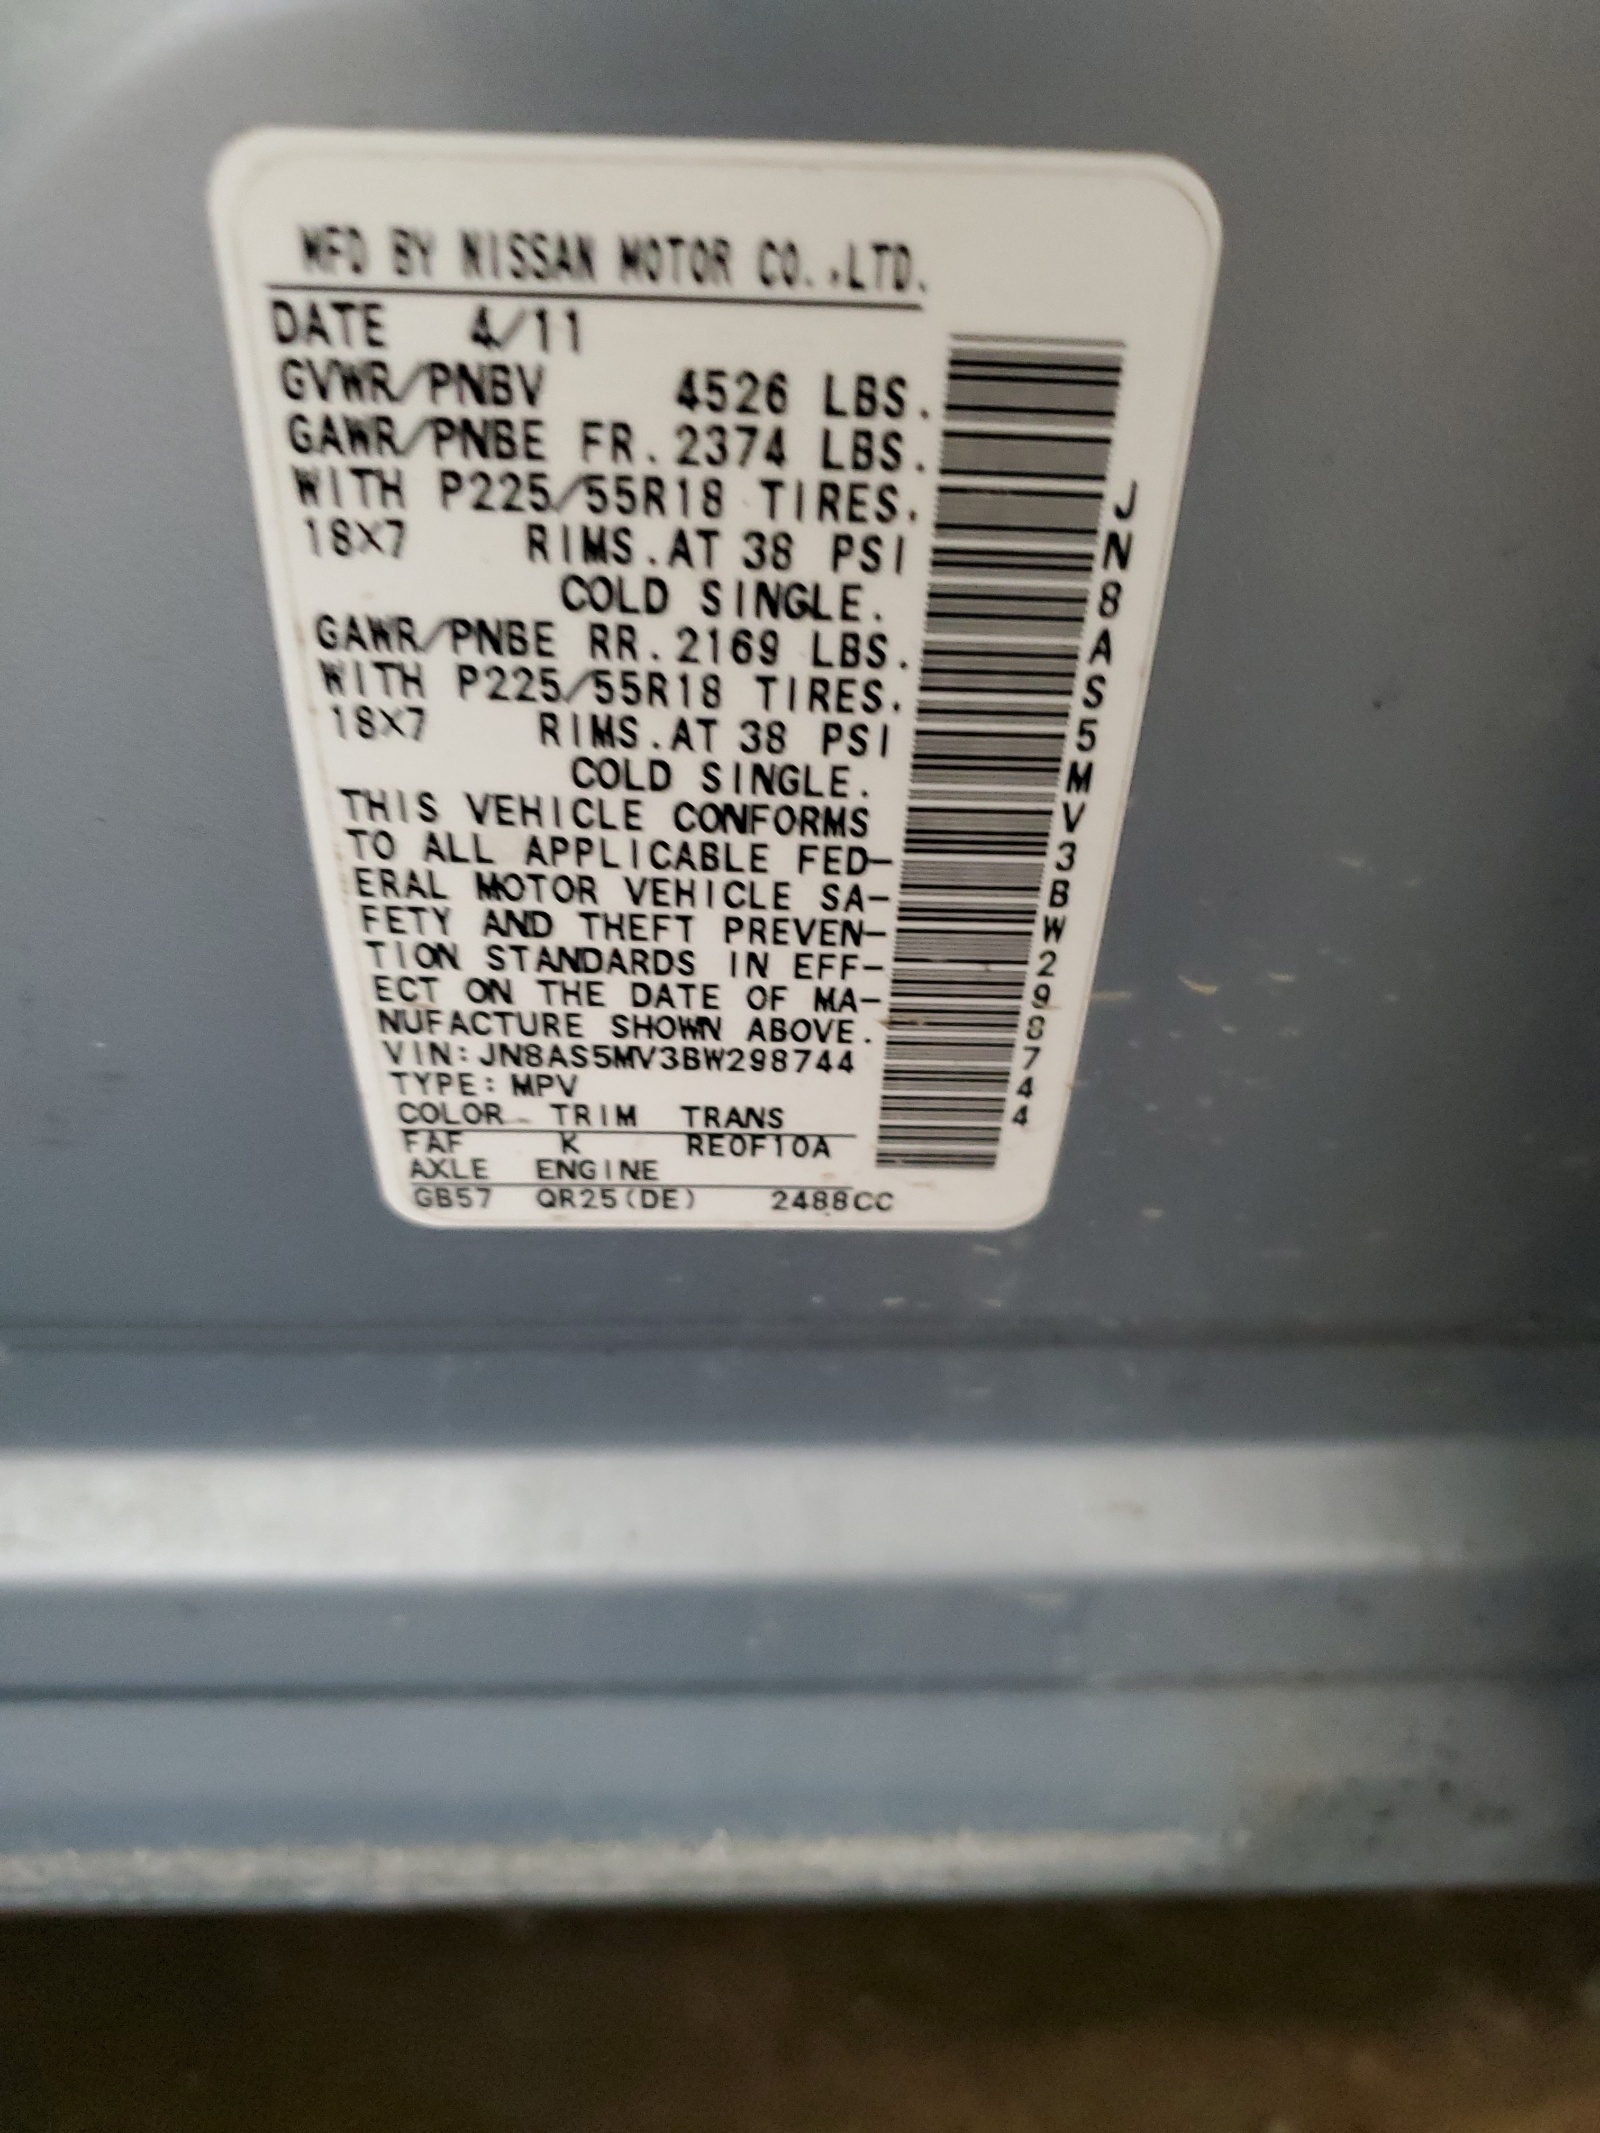 MFD BY NISSAN MOTOR CO.,LTD.
DATE 4/11
GVWR/PNBV 4526 LBS.
GAWR/PNBE FR. 2374 LBS.
WITH P225/55R18 TIRES.
18X7 RIMS.AT 38 PSI
COLD SINGLE.
GAWR/PNBE RR. 2169 LBS.
WITH P225/55R18 TIRES.
18X7 RIMS.AT 38 PSI
COLD SINGLE.
THIS VEHICLE CONFORMS
TO ALL APPLICABLE FED-
ERAL MOTOR VEHICLE SA-
FETY AND THEFT PREVEN-
TION STANDARDS IN EFF-
ECT ON THE DATE OF MA-
NUFACTURE SHOWN ABOVE.
VIN: JN8AS5MV3BW298744
TYPE: MPV
COLOR TRIM TRANS
FAF K RE0F10A
AXLE ENGINE
GB57 QR25(DE) 2488CC
JN8AS5MV3BW298744